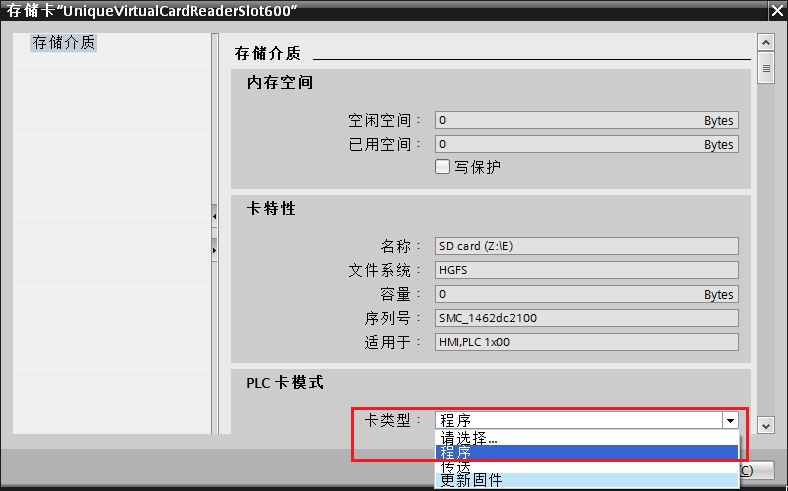 存储卡“UniqueVirtualCardReaderSlot600”
存储介质
存储介质
内存空间
空闲空间： 0 Bytes
已用空间： 0 Bytes
写保护
卡特性
名称： SD card (Z:\E)
文件系统： HGFS
容量： 0 Bytes
序列号： SMC_1462dc2100
适用于： HMI,PLC 1x00
PLC 卡模式
卡类型： 程序
请选择...
程序
传送
更新固件
C)